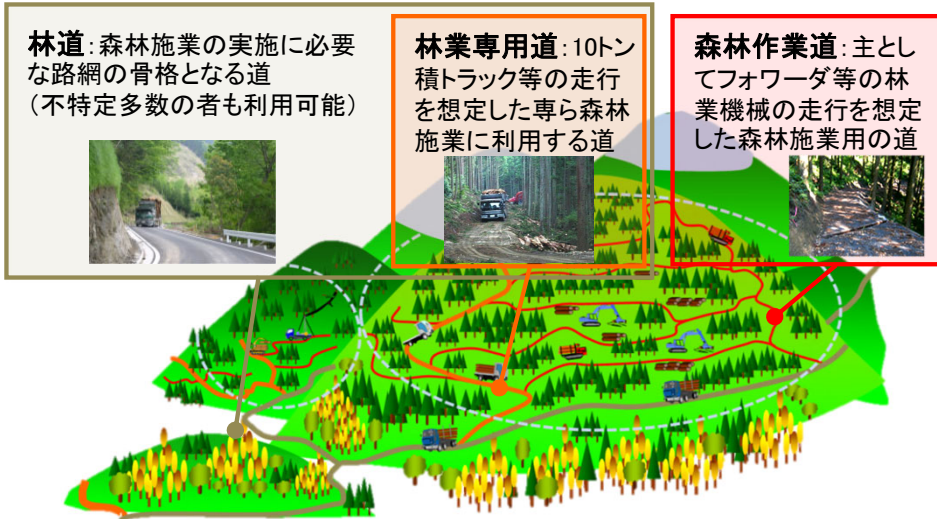 林道：森林施業の実施に必要
な路網の骨格となる道
（不特定多数の者も利用可能）
林業専用道：10トン
積トラック等の走行
を想定した専ら森林
施業に利用する道
森林作業道：主とし
てフォワーダ等の林
業機械の走行を想定
した森林施業用の道